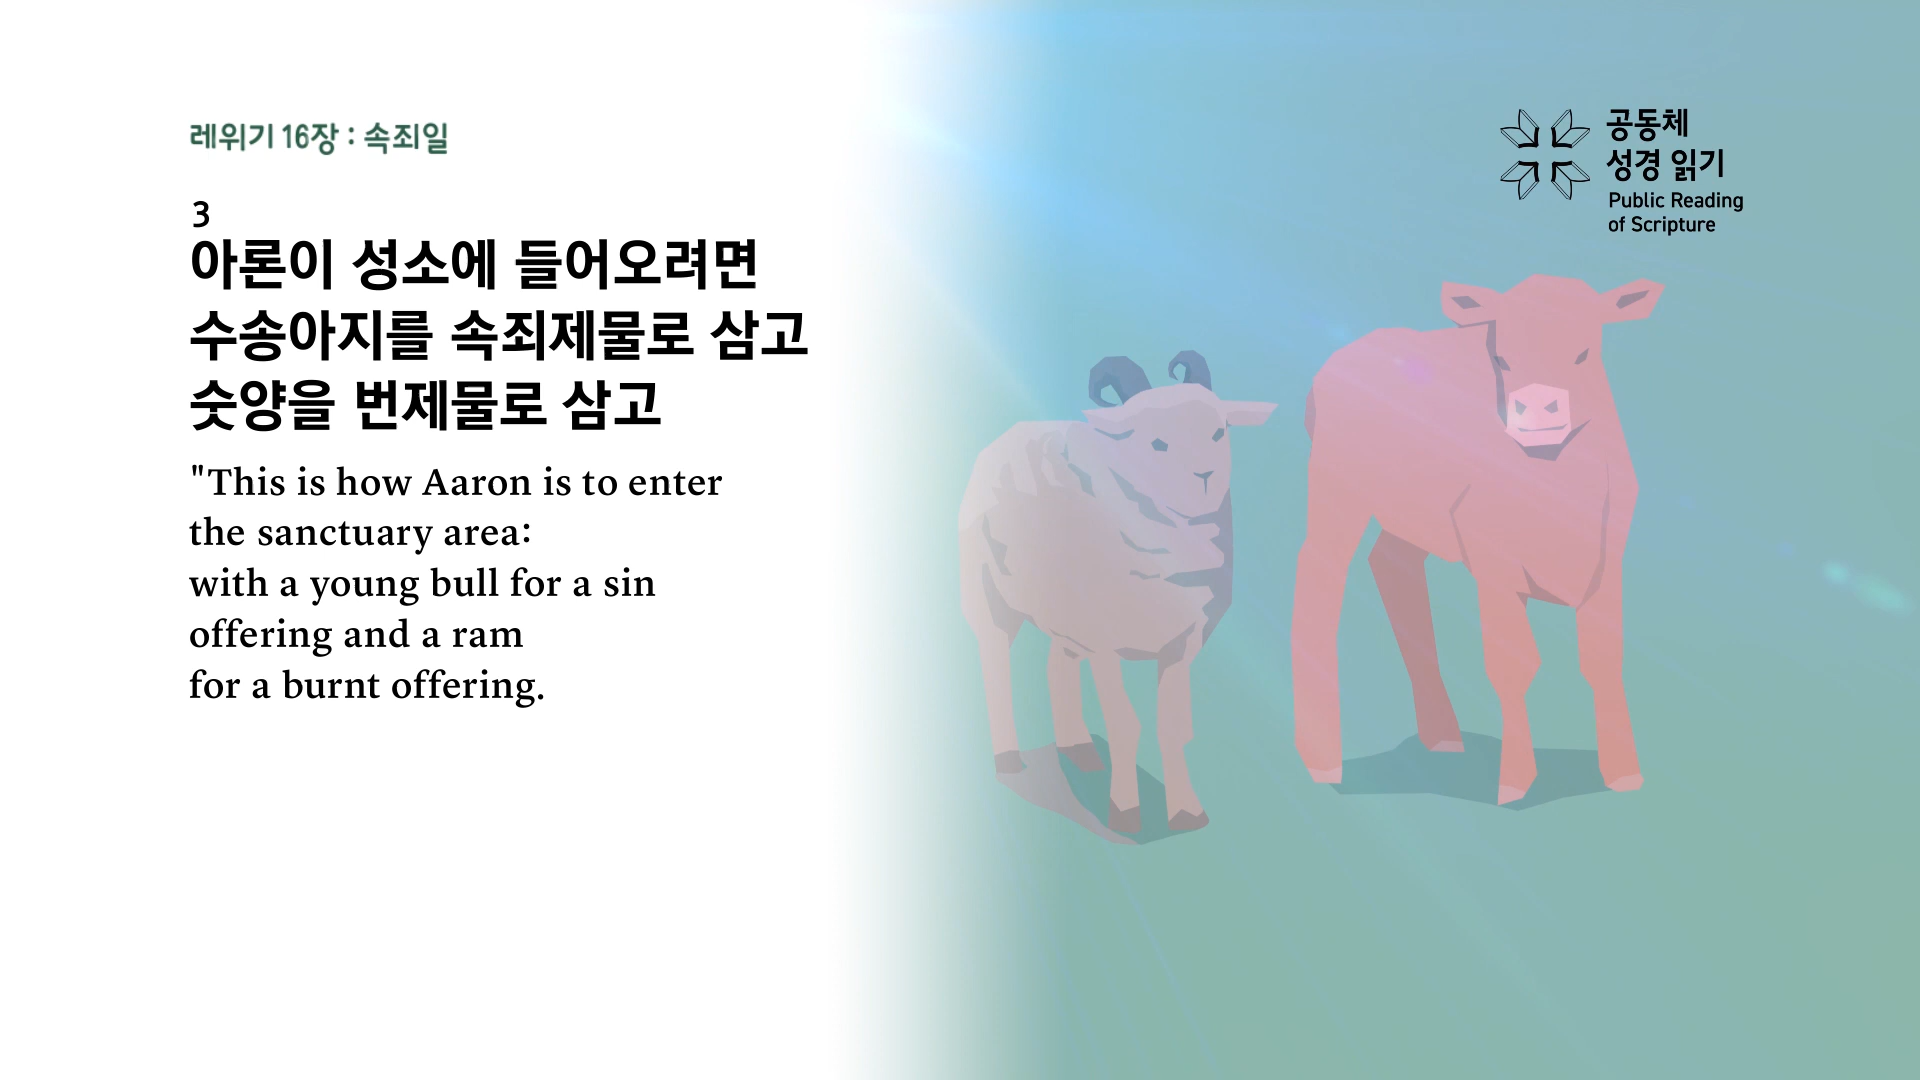 레위기 16장 : 속죄일
3
아론이 성소에 들어오려면
수송아지를 속죄제물로 삼고
숫양을 번제물로 삼고
"This is how Aaron is to enter
the sanctuary area:
with a young bull for a sin
offering and a ram
for a burnt offering.
공동체
성경 읽기
Public Reading
of Scripture